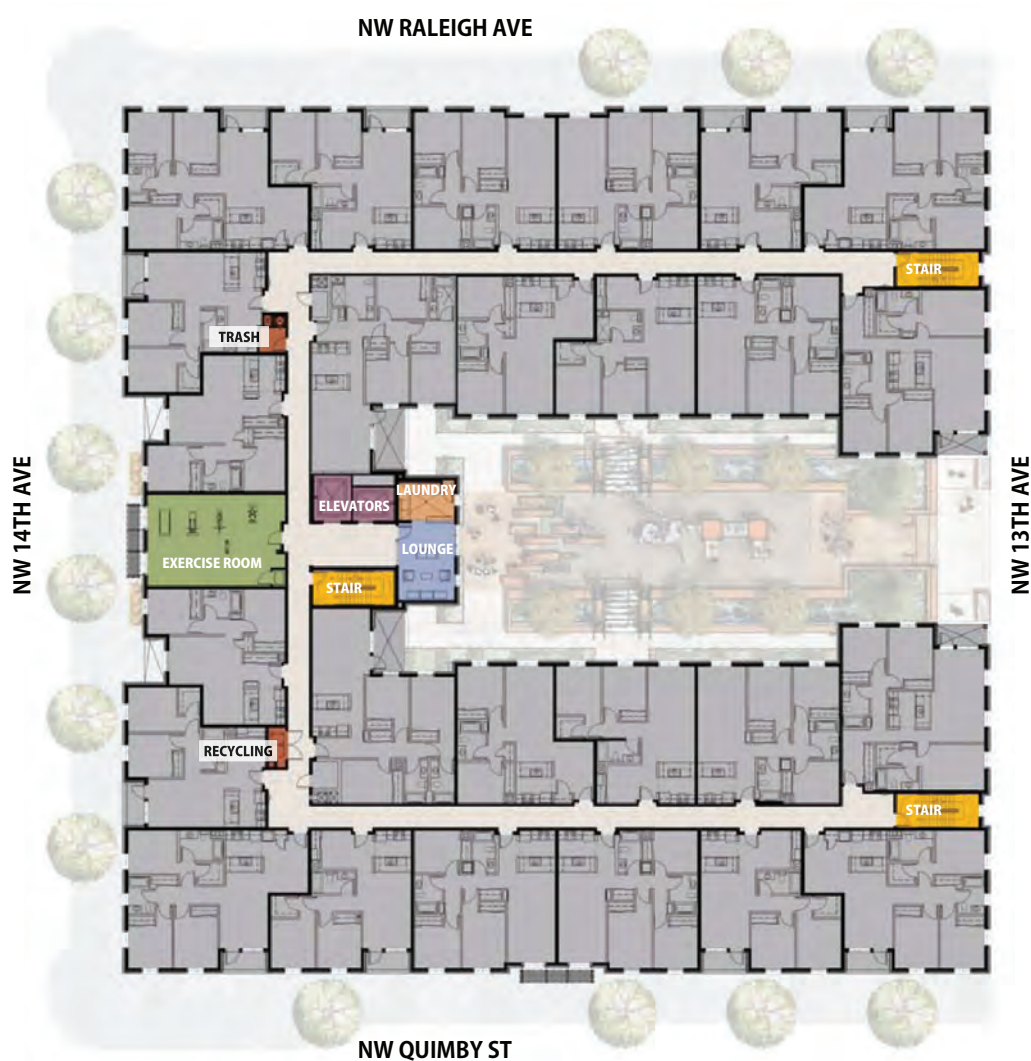 NW RALEIGH AVE
STAIR
TRASH
NW 14TH AVE
NW 13TH AVE
ELEVATORS
LAUNDRY
LOUNGE
EXERCISE ROOM
STAIR
RECYCLING
STAIR
NW QUIMBY ST